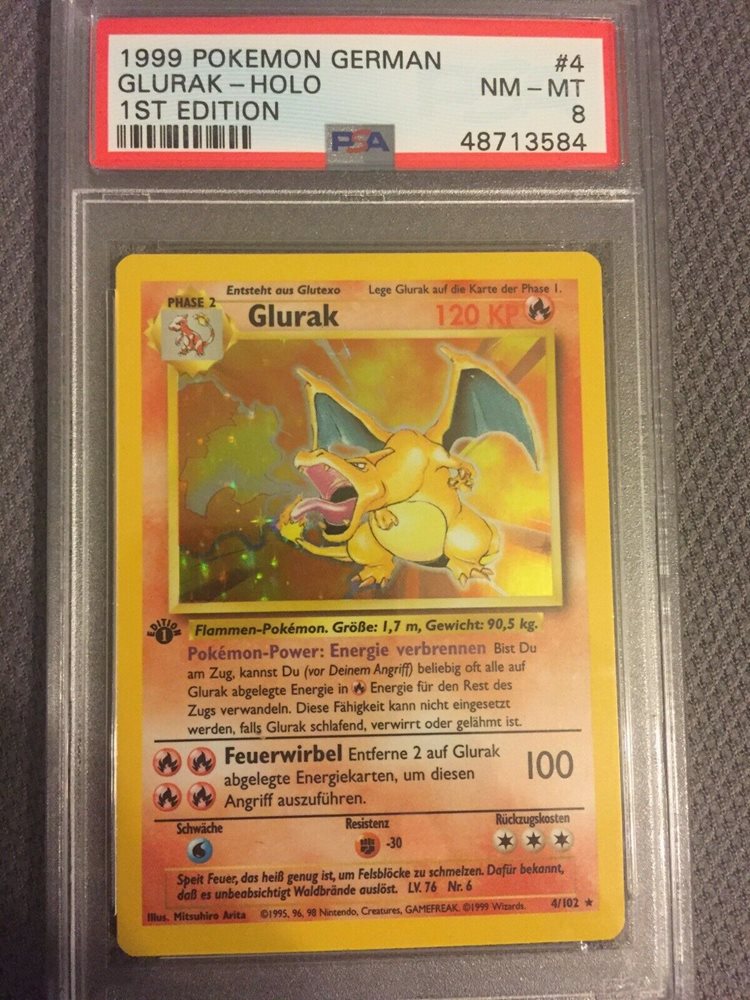 1999 POKEMON GERMAN #4
GLURAK – HOLO NM – MT
1ST EDITION 8
PSA 48713584
Entsteht aus Glutexo Lege Glurak auf die Karte der Phase 1.
PHASE 2
Glurak 120 KP
EDITION
1
Flammen-Pokémon. Größe: 1,7 m, Gewicht: 90,5 kg.
Pokémon-Power: Energie verbrennen Bist Du
am Zug, kannst Du (vor Deinem Angriff) beliebig oft alle auf
Glurak abgelegte Energie in Energie für den Rest des
Zugs verwandeln. Diese Fähigkeit kann nicht eingesetzt
werden, falls Glurak schlafend, verwirrt oder gelähmt ist.
Feuerwirbel Entferne 2 auf Glurak
abgelegte Energiekarten, um diesen
Angriff auszuführen.
100
Schwäche Resistenz Rückzugskosten
-30
Speit Feuer, das heiß genug ist, um Felsblöcke zu schmelzen. Dafür bekannt,
daß es unbeabsichtigt Waldbrände auslöst. LV. 76 Nr. 6
Illus. Mitsuhiro Arita ©1995, 96, 98 Nintendo, Creatures, GAMEFREAK. ©1999 Wizards. 4/102 ★